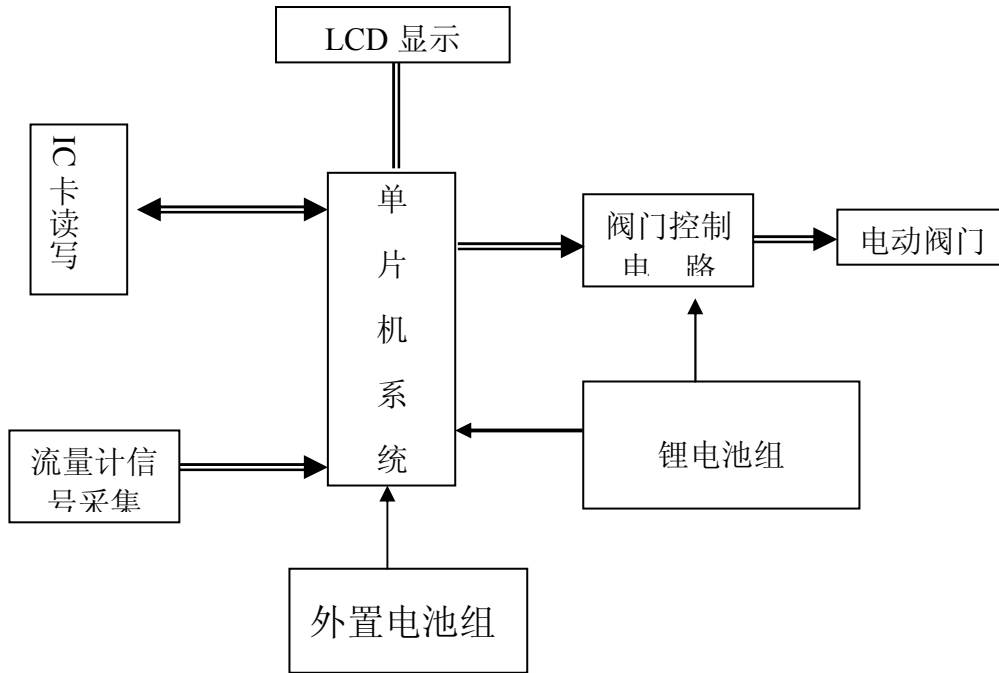 LCD 显示
IC 卡读写
单片机系统
阀门控制
电 路
电动阀门
锂电池组
流量计信
号采集
外置电池组